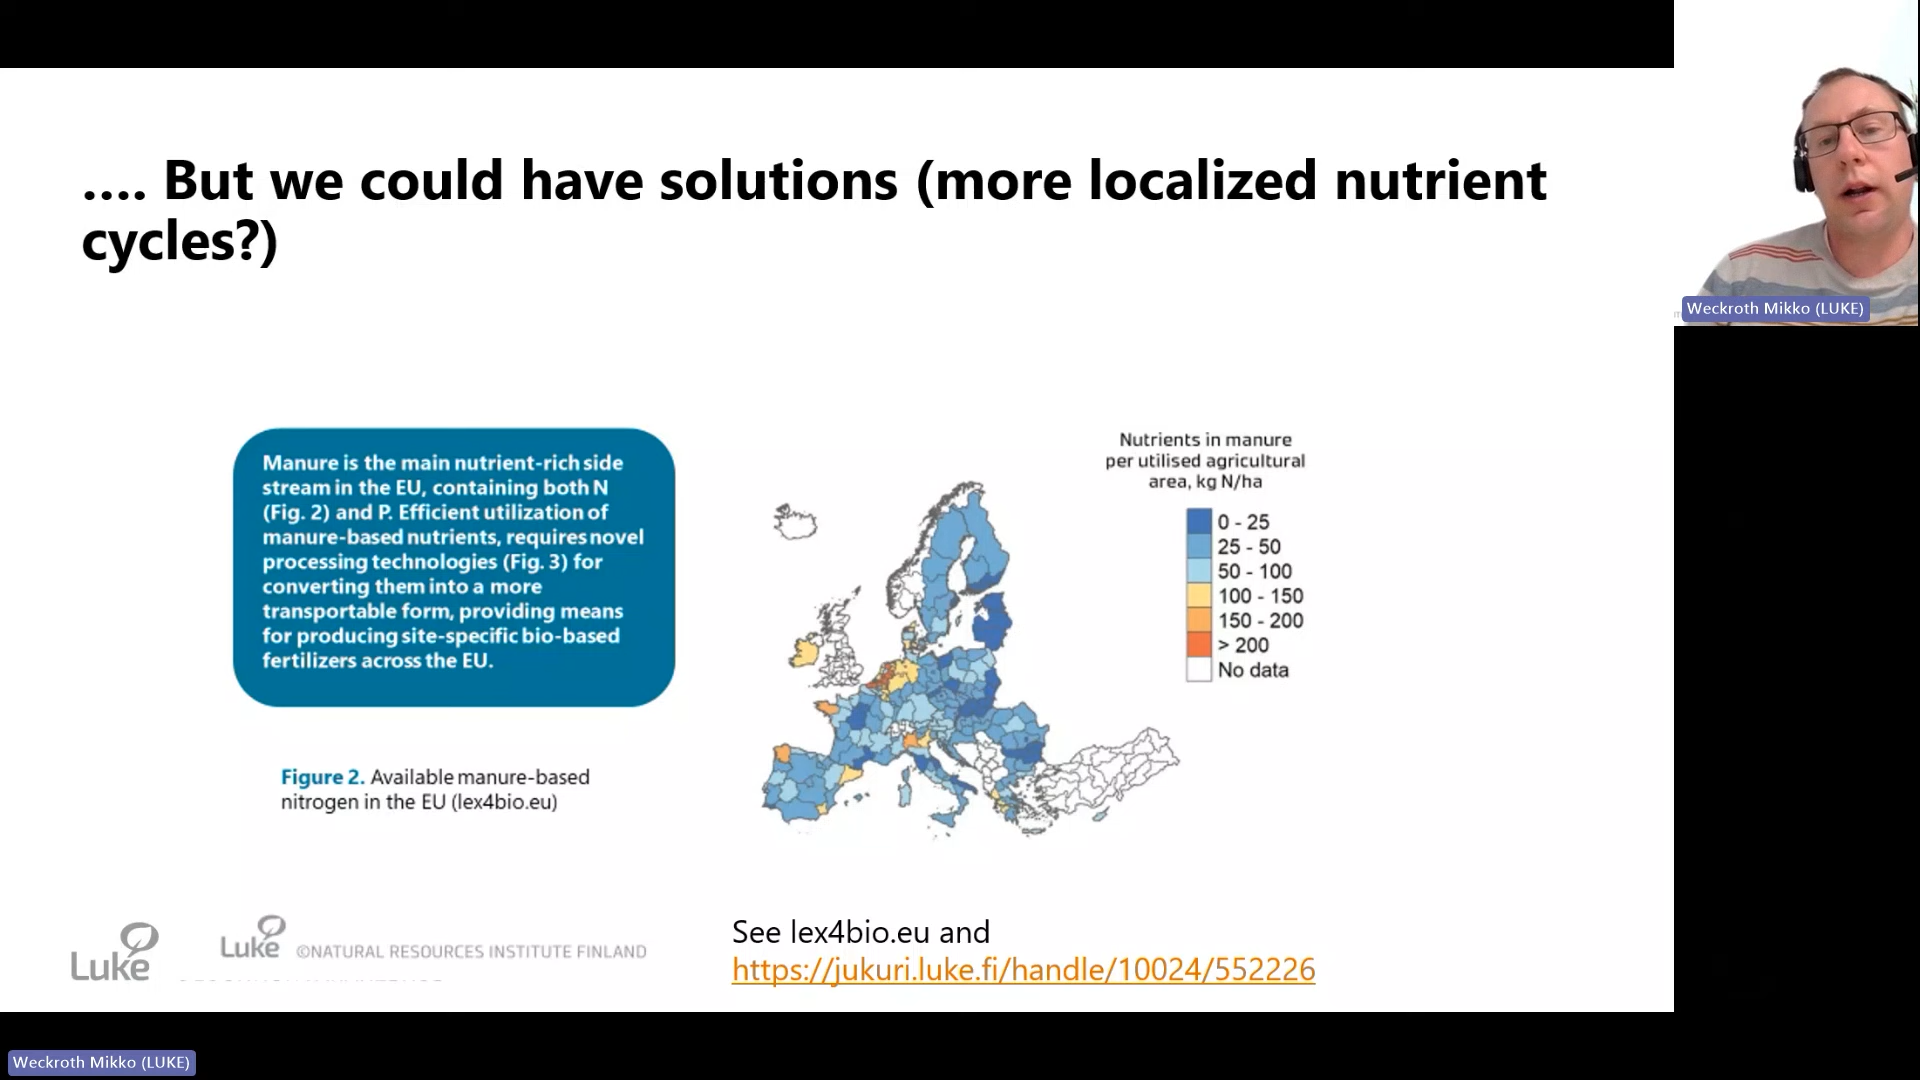 .... But we could have solutions (more localized nutrient
cycles?)
Weckroth Mikko (LUKE)
Manure is the main nutrient-rich side
stream in the EU, containing both N
(Fig. 2) and P. Efficient utilization of
manure-based nutrients, requires novel
processing technologies (Fig. 3) for
converting them into a more
transportable form, providing means
for producing site-specific bio-based
fertilizers across the EU.
Figure 2. Available manure-based
nitrogen in the EU (lex4bio.eu)
Nutrients in manure
per utilised agricultural
area, kg N/ha
0 - 25
25 - 50
50 - 100
100 - 150
150 - 200
> 200
No data
Luke
Luke ©NATURAL RESOURCES INSTITUTE FINLAND
See lex4bio.eu and
https://jukuri.luke.fi/handle/10024/552226
Weckroth Mikko (LUKE)